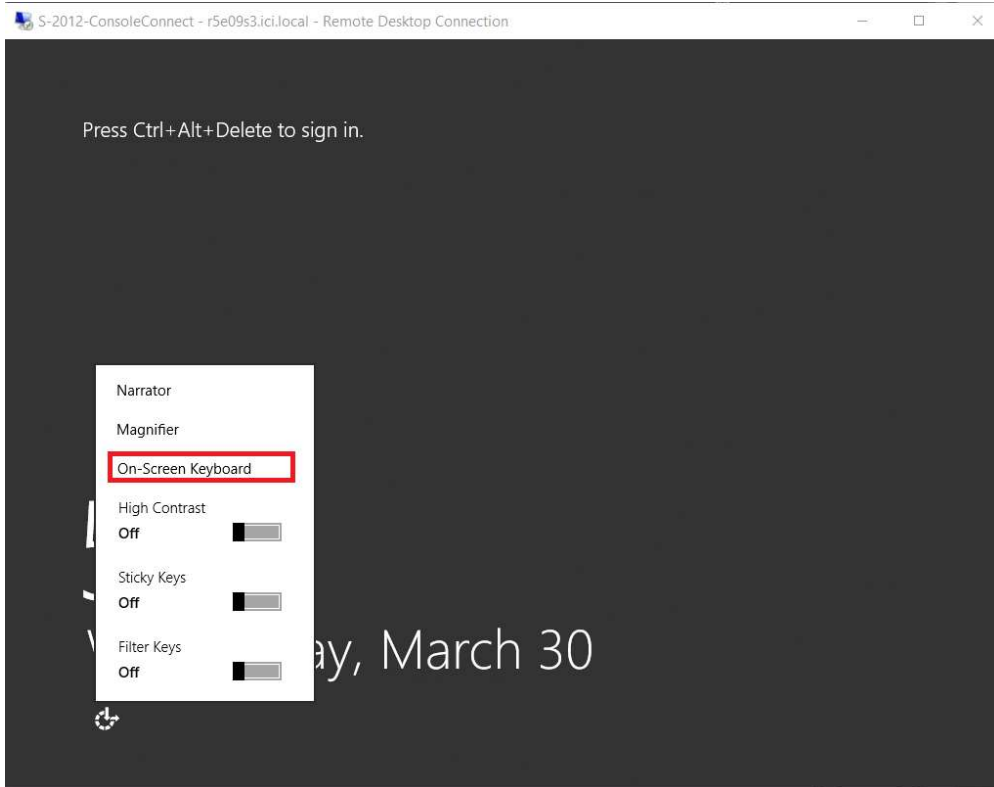 S-2012-ConsoleConnect - r5e09s3.ici.local - Remote Desktop Connection
Press Ctrl+Alt+Delete to sign in.
Narrator
Magnifier
On-Screen Keyboard
High Contrast
Off
Sticky Keys
Off
Filter Keys
Off
March 30